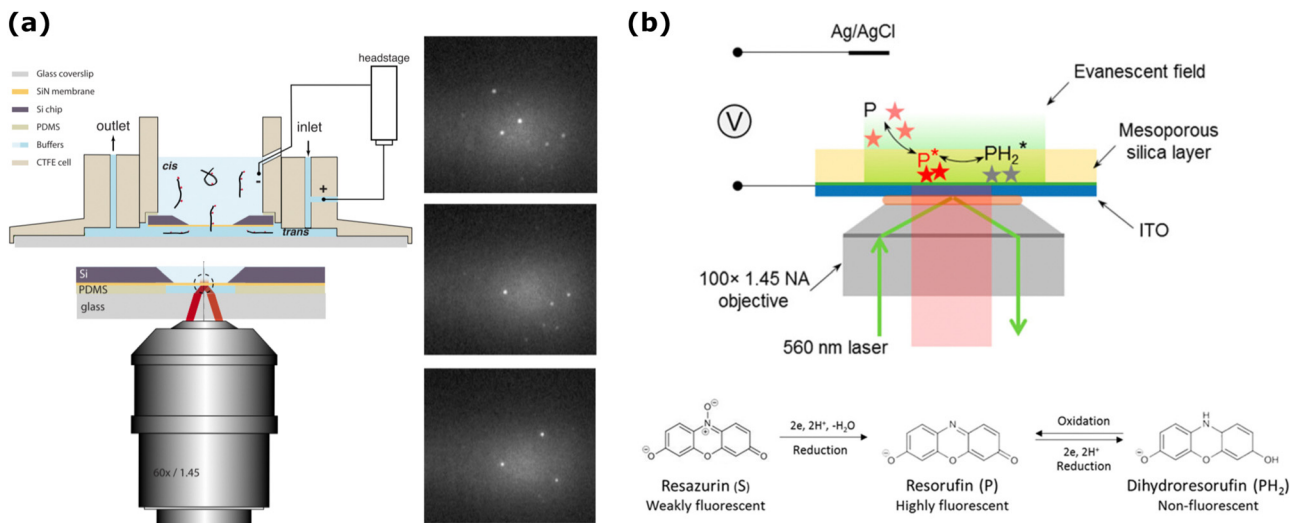 (a)
Glass coverslip
SiN membrane
Si chip
PDMS
Buffers
CTFE cell
outlet
inlet
headstage
cis
-
+
trans
Si
PDMS
glass
60x / 1.45
(b)
Ag/AgCl
Evanescent field
V
P
Mesoporous
silica layer
P*
PH₂*
ITO
100× 1.45 NA
objective
560 nm laser
2e, 2H⁺, -H₂O
Reduction
Oxidation
2e, 2H⁺
Reduction
Resazurin (S)
Weakly fluorescent
Resorufin (P)
Highly fluorescent
Dihydroresorufin (PH₂)
Non-fluorescent